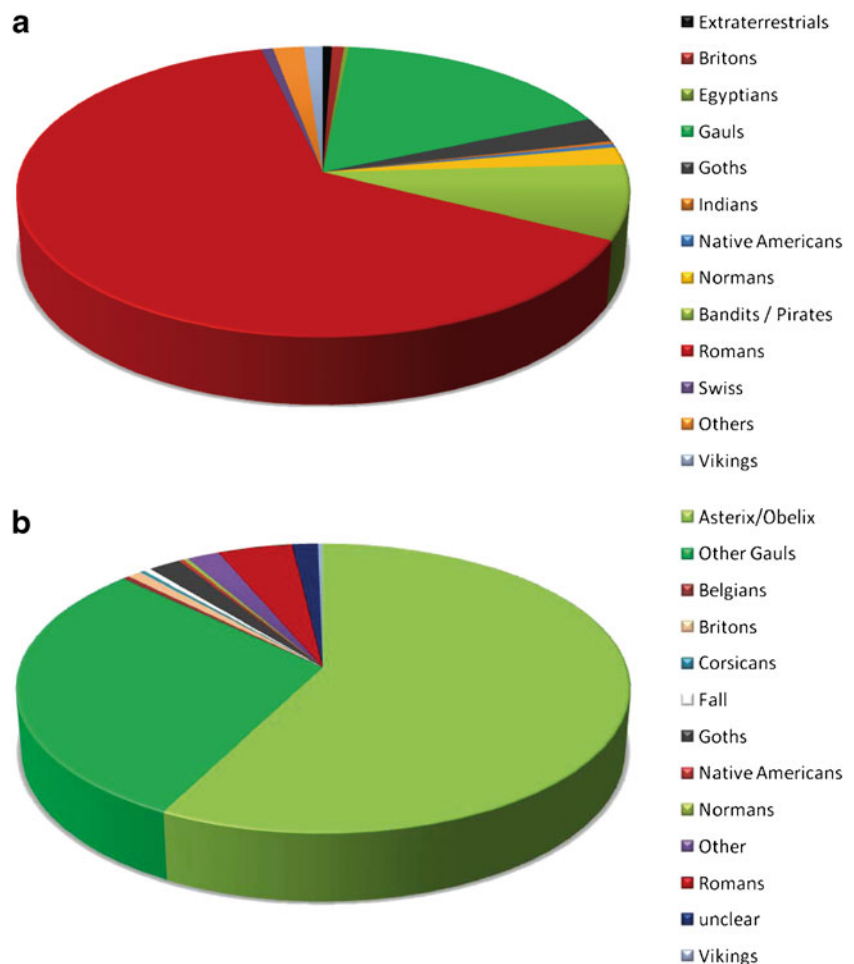 a
Extraterrestrials
Britons
Egyptians
Gauls
Goths
Indians
Native Americans
Normans
Bandits / Pirates
Romans
Swiss
Others
Vikings
b
Asterix/Obelix
Other Gauls
Belgians
Britons
Corsicans
Fall
Goths
Native Americans
Normans
Other
Romans
unclear
Vikings